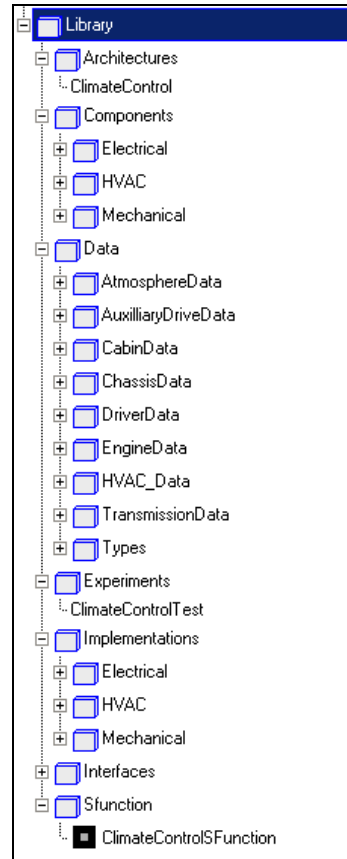 Library
Architectures
ClimateControl
Components
Electrical
HVAC
Mechanical
Data
AtmosphereData
AuxilliaryDriveData
CabinData
ChassisData
DriverData
EngineData
HVAC_Data
TransmissionData
Types
Experiments
ClimateControlTest
Implementations
Electrical
HVAC
Mechanical
Interfaces
Sfunction
ClimateControlSFunction